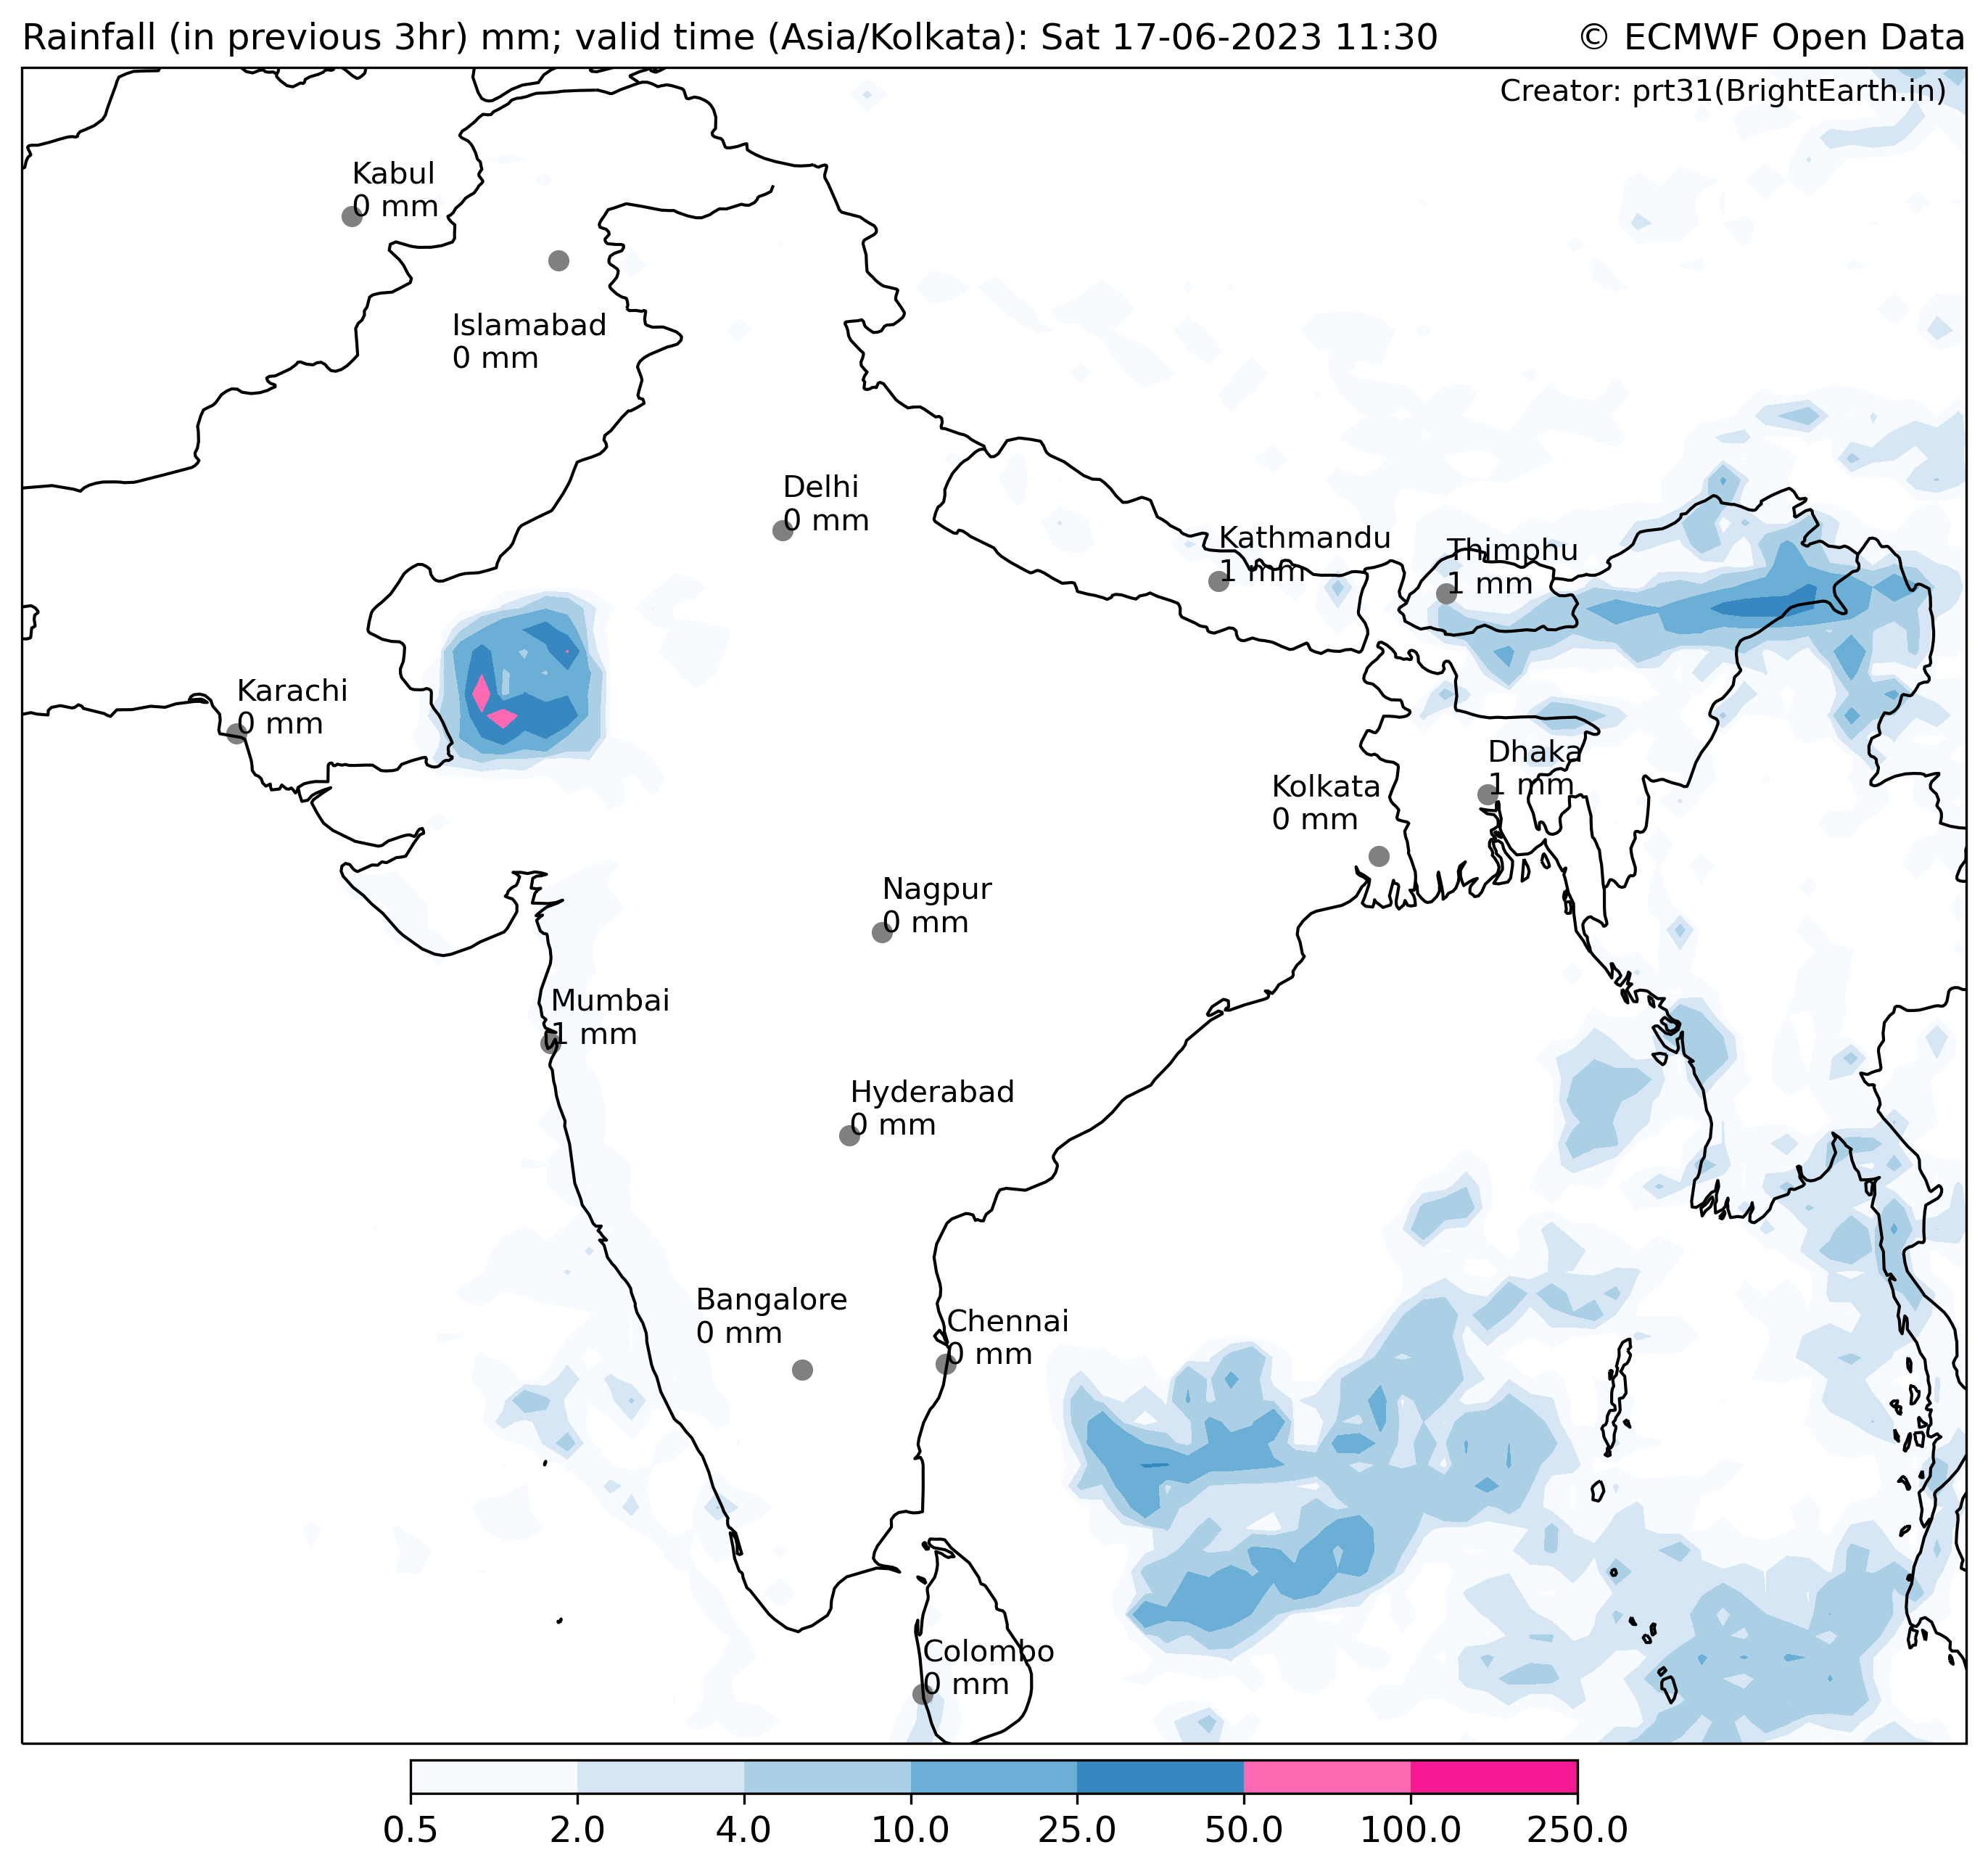 Rainfall (in previous 3hr) mm; valid time (Asia/Kolkata): Sat 17-06-2023 11:30
© ECMWF Open Data
Creator: prt31(BrightEarth.in)
Kabul
0 mm
Islamabad
0 mm
Delhi
0 mm
Kathmandu
1 mm
Thimphu
1 mm
Karachi
0 mm
Dhaka
1 mm
Kolkata
0 mm
Nagpur
0 mm
Mumbai
1 mm
Hyderabad
0 mm
Bangalore
0 mm
Chennai
0 mm
Colombo
0 mm
0.5 2.0 4.0 10.0 25.0 50.0 100.0 250.0